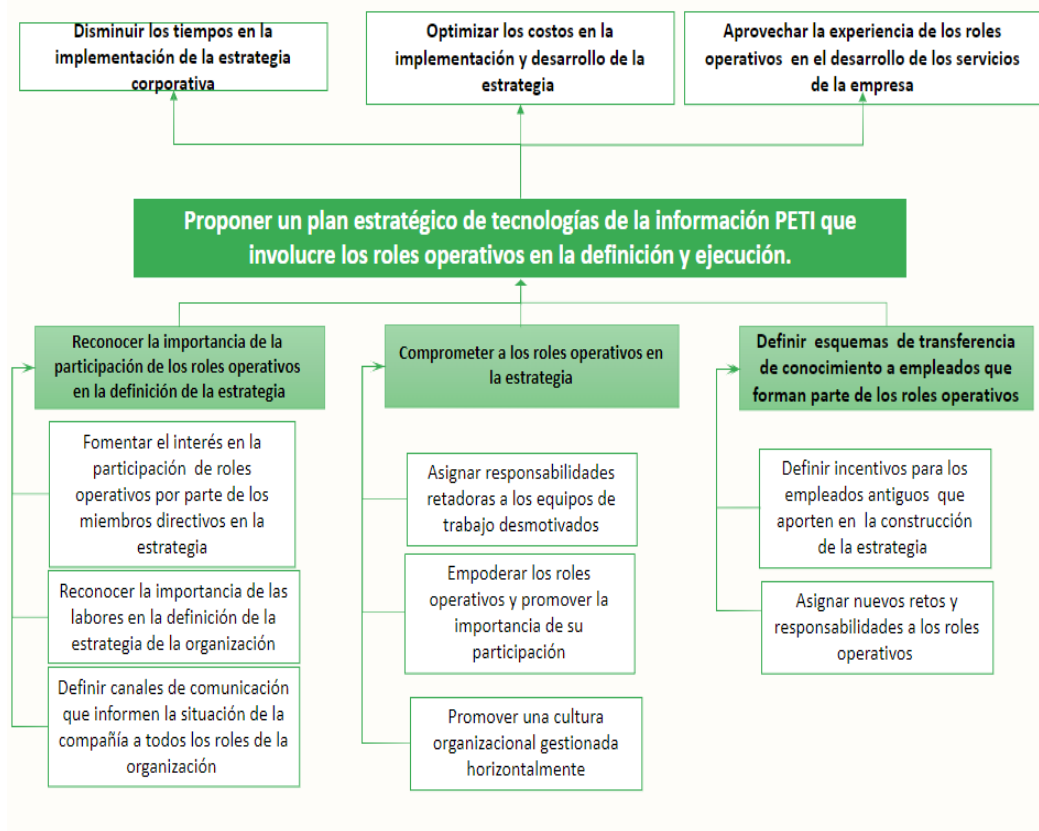 Disminuir los tiempos en la
implementación de la estrategia
corporativa
Optimizar los costos en la
implementación y desarrollo de la
estrategia
Aprovechar la experiencia de los roles
operativos en el desarrollo de los servicios
de la empresa
Proponer un plan estratégico de tecnologías de la información PETI que
involucre los roles operativos en la definición y ejecución.
Reconocer la importancia de la
participación de los roles operativos
en la definición de la estrategia
Fomentar el interés en la
participación de roles
operativos por parte de los
miembros directivos en la
estrategia
Reconocer la importancia de las
labores en la definición de la
estrategia de la organización
Definir canales de comunicación
que informen la situación de la
compañía a todos los roles de la
organización
Comprometer a los roles operativos en
la estrategia
Asignar responsabilidades
retadoras a los equipos de
trabajo desmotivados
Empoderar los roles
operativos y promover la
importancia de su
participación
Promover una cultura
organizacional gestionada
horizontalmente
Definir esquemas de transferencia
de conocimiento a empleados que
forman parte de los roles operativos
Definir incentivos para los
empleados antiguos que
aporten en la construcción
de la estrategia
Asignar nuevos retos y
responsabilidades a los roles
operativos